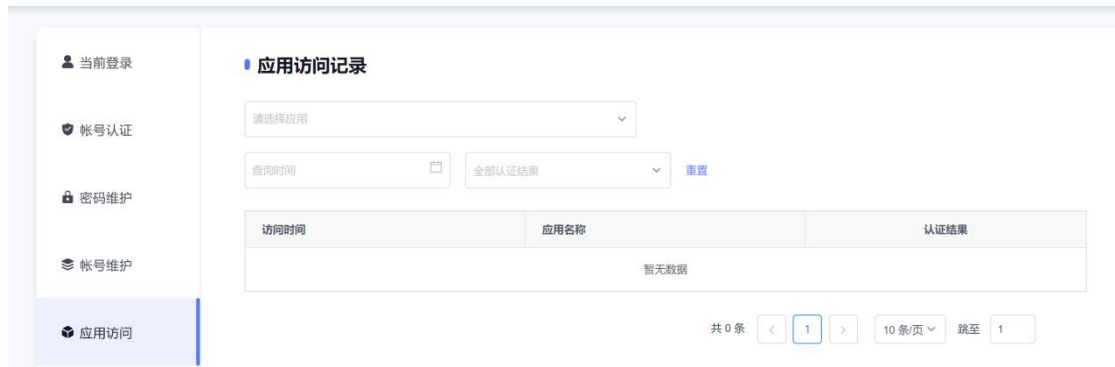 当前登录
帐号认证
密码维护
帐号维护
应用访问
应用访问记录
请选择应用
查询时间 全部认证结果 重置
访问时间 应用名称 认证结果
暂无数据
共 0 条 < 1 > 10 条/页 跳至 1